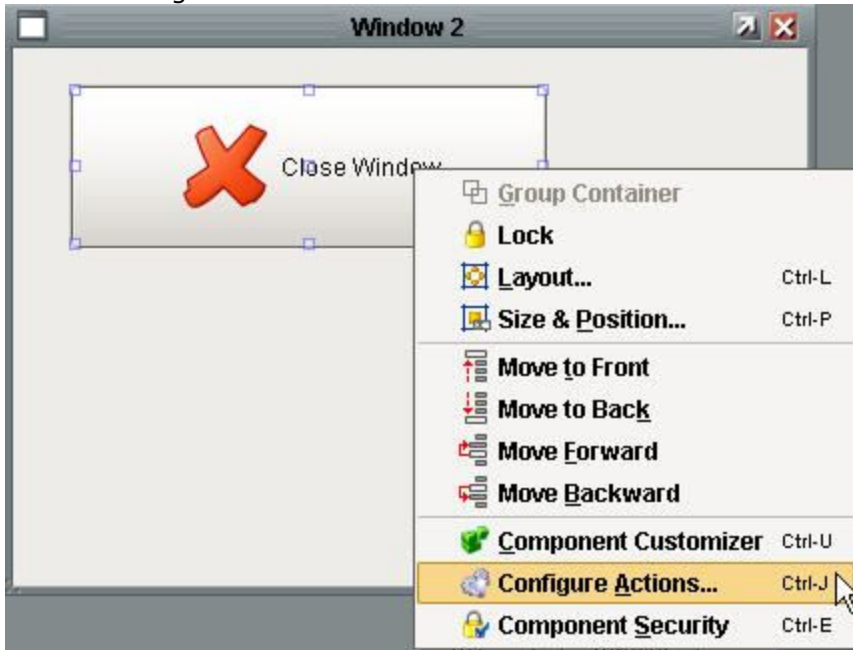 Window 2
Close Window
Group Container
Lock
Layout... Ctrl-L
Size & Position... Ctrl-P
Move to Front
Move to Back
Move Forward
Move Backward
Component Customizer Ctrl-U
Configure Actions... Ctrl-J
Component Security Ctrl-E